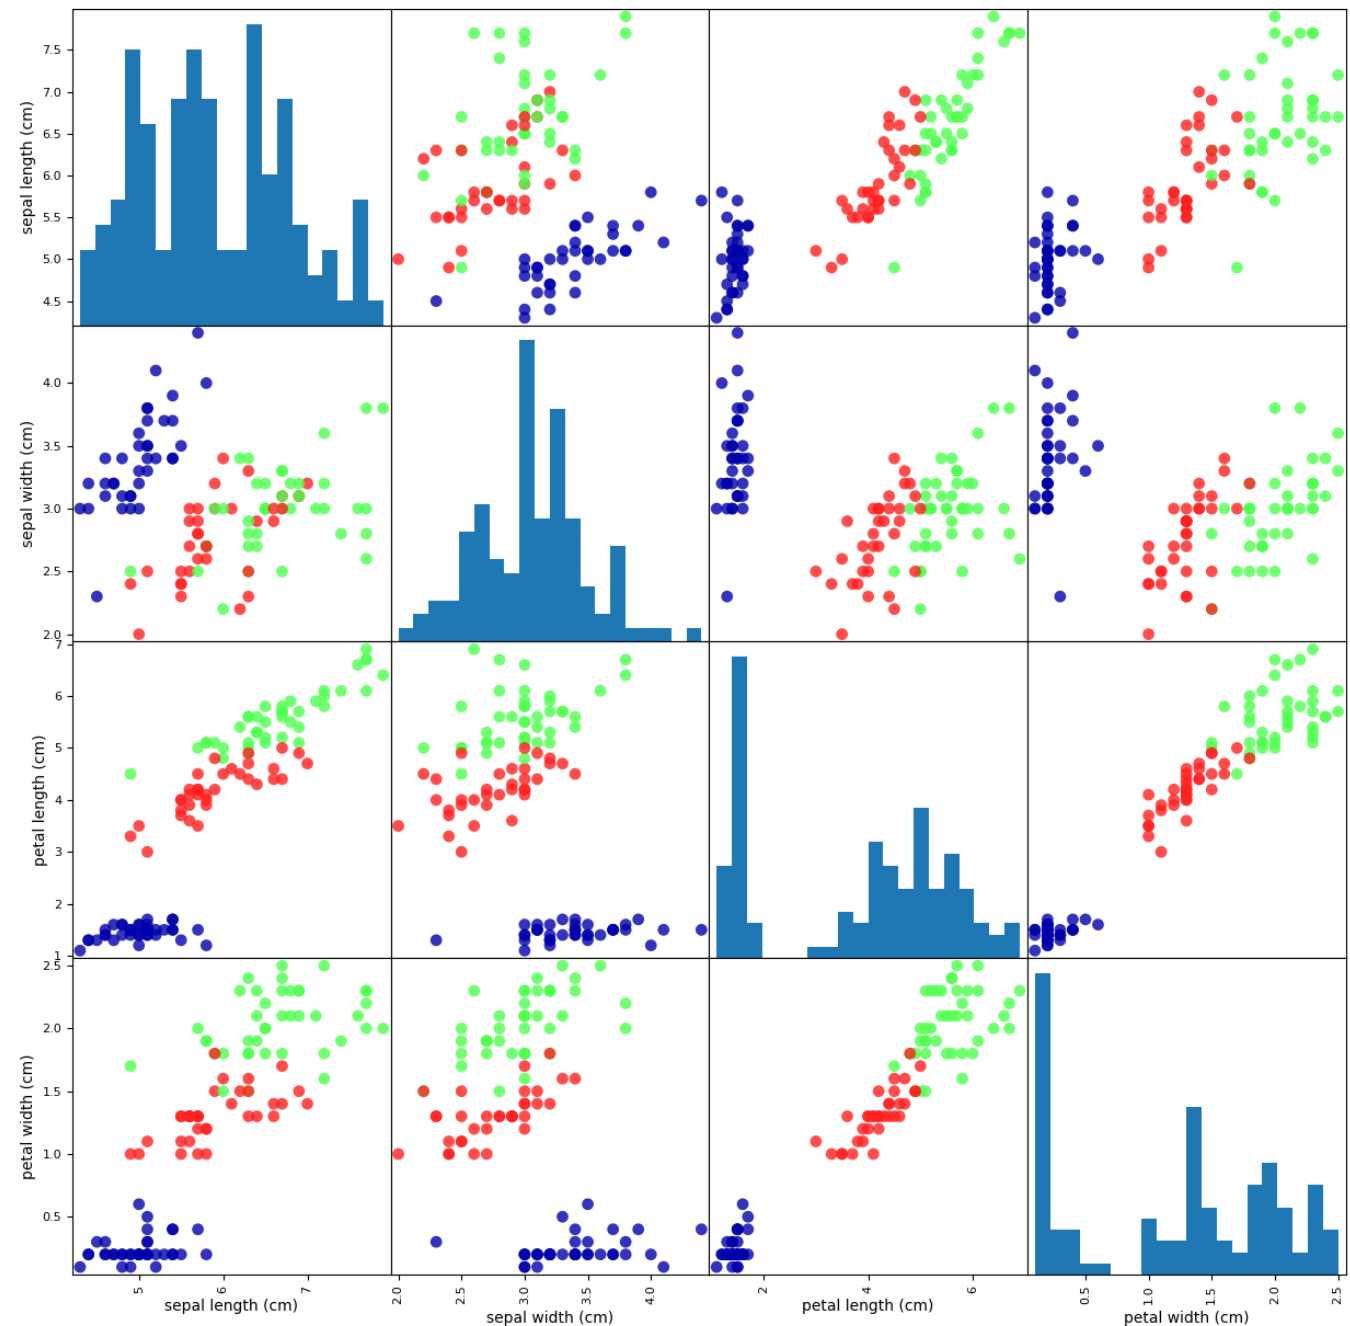 sepal length (cm)
7.5
7.0
6.5
6.0
5.5
5.0
4.5
sepal width (cm)
4.0
3.5
3.0
2.5
2.0
petal length (cm)
7
6
5
4
3
2
1
petal width (cm)
2.5
2.0
1.5
1.0
0.5
5 6 7
sepal length (cm)
2.0 2.5 3.0 3.5 4.0
sepal width (cm)
2 4 6
petal length (cm)
0.5 1.0 1.5 2.0 2.5
petal width (cm)